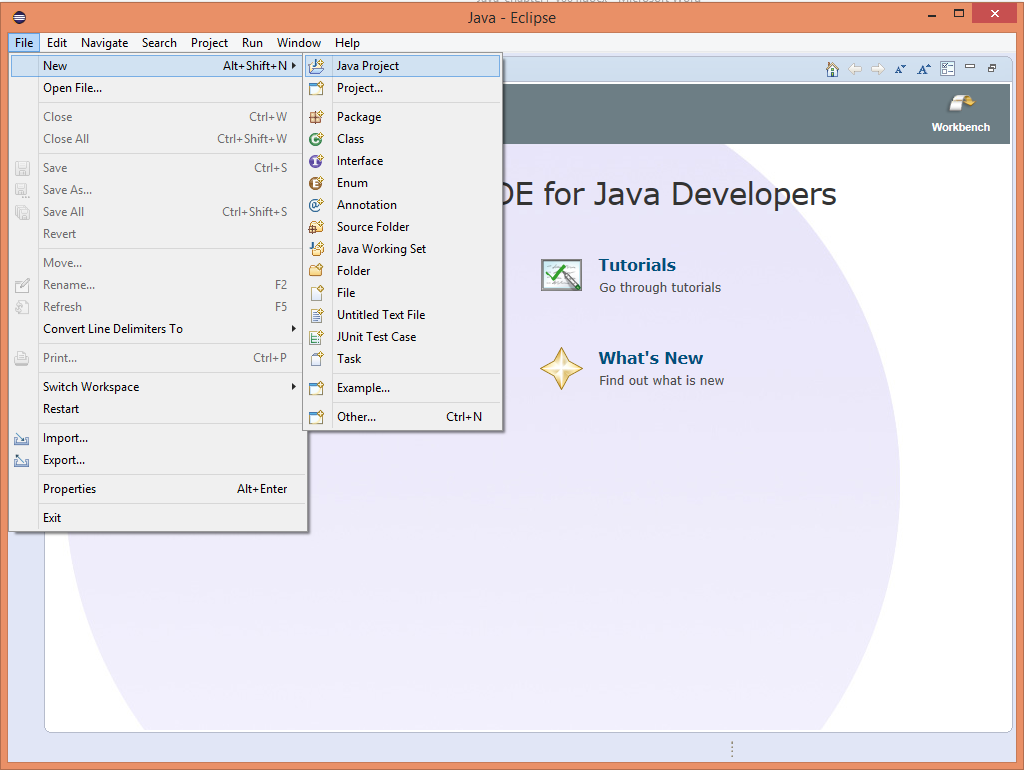 Java - Eclipse
File Edit Navigate Search Project Run Window Help
New Alt+Shift+N
Open File...
Close Ctrl+W
Close All Ctrl+Shift+W
Save Ctrl+S
Save As...
Save All Ctrl+Shift+S
Revert
Move...
Rename... F2
Refresh F5
Convert Line Delimiters To
Print... Ctrl+P
Switch Workspace
Restart
Import...
Export...
Properties Alt+Enter
Exit
Java Project
Project...
Package
Class
Interface
Enum
Annotation
Source Folder
Java Working Set
Folder
File
Untitled Text File
JUnit Test Case
Task
Example...
Other... Ctrl+N
Workbench
DE for Java Developers
Tutorials
Go through tutorials
What's New
Find out what is new